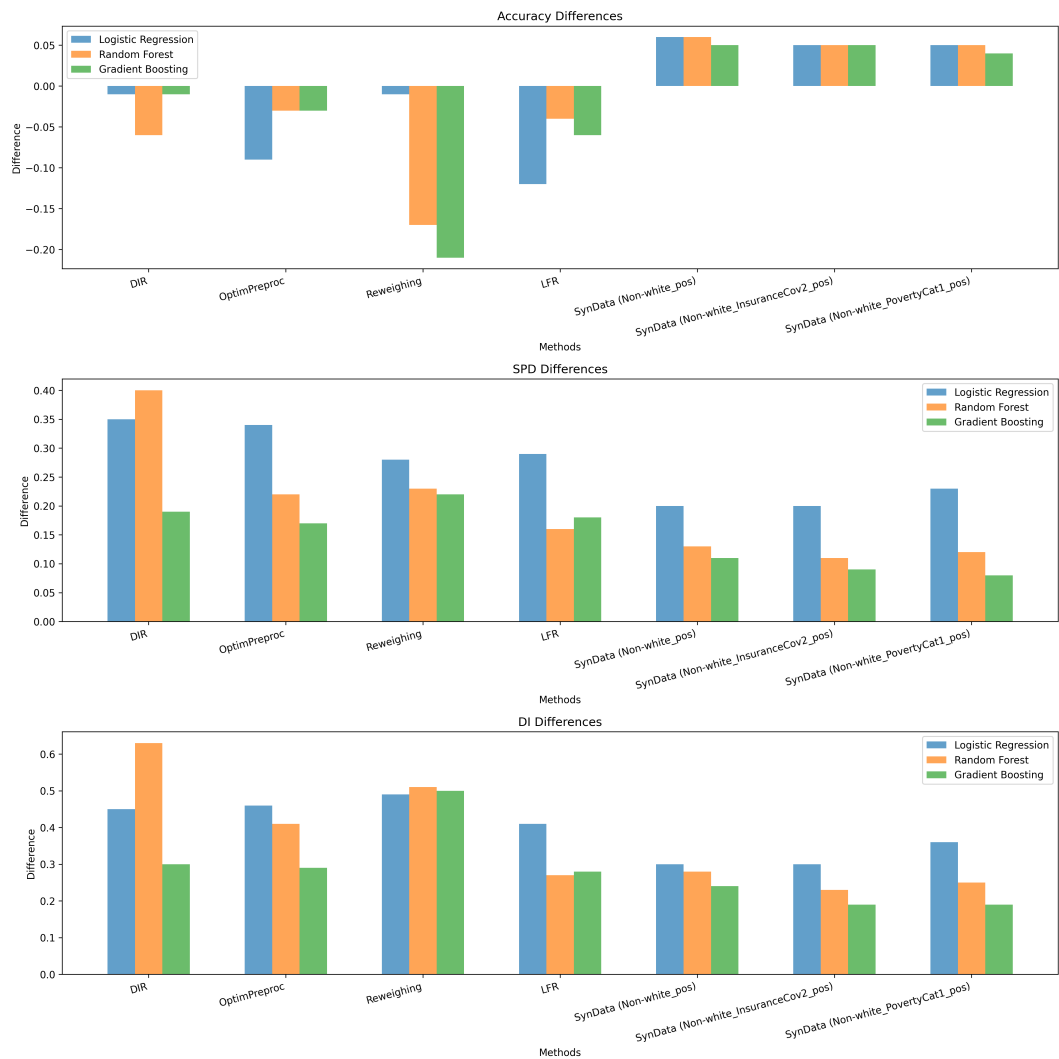 Accuracy Differences
Logistic Regression
Random Forest
Gradient Boosting
0.05
0.00
−0.05
−0.10
−0.15
−0.20
Difference
DIR
OptimPreproc
Reweighing
LFR
SynData (Non-white_pos)
SynData (Non-white_InsuranceCov2_pos)
SynData (Non-white_PovertyCat1_pos)
Methods
SPD Differences
Logistic Regression
Random Forest
Gradient Boosting
0.40
0.35
0.30
0.25
0.20
0.15
0.10
0.05
0.00
Difference
DIR
OptimPreproc
Reweighing
LFR
SynData (Non-white_pos)
SynData (Non-white_InsuranceCov2_pos)
SynData (Non-white_PovertyCat1_pos)
Methods
DI Differences
Logistic Regression
Random Forest
Gradient Boosting
0.6
0.5
0.4
0.3
0.2
0.1
0.0
Difference
DIR
OptimPreproc
Reweighing
LFR
SynData (Non-white_pos)
SynData (Non-white_InsuranceCov2_pos)
SynData (Non-white_PovertyCat1_pos)
Methods